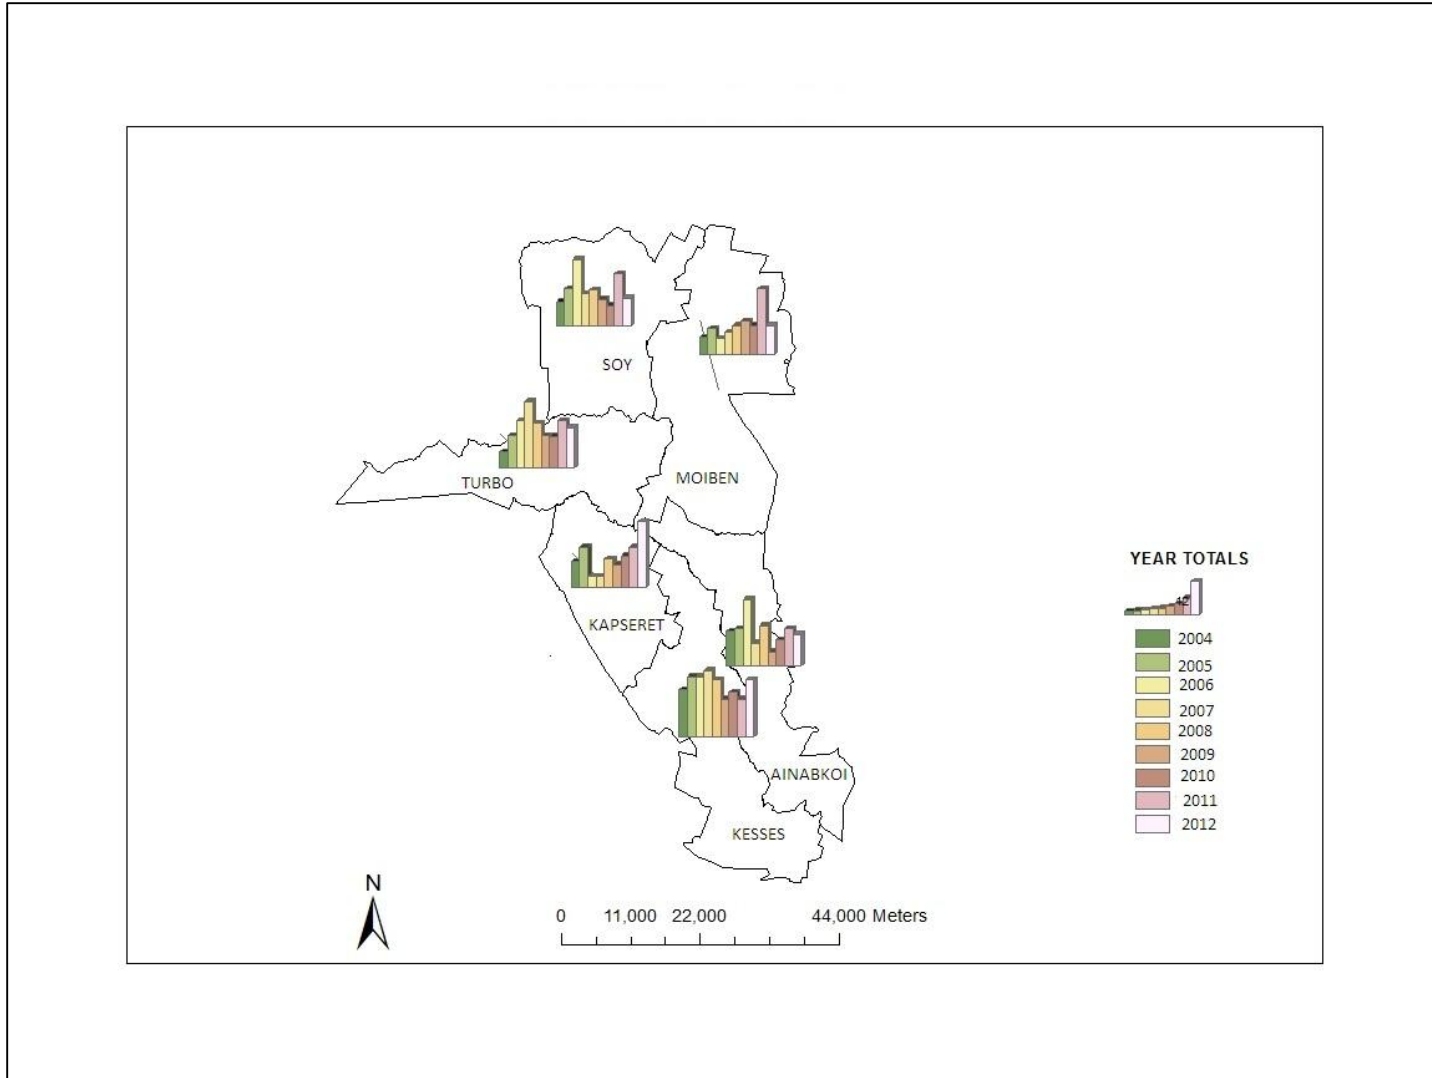 SOY
MOIBEN
TURBO
KAPSERET
AINABKOI
KESSES
YEAR TOTALS
2004
2005
2006
2007
2008
2009
2010
2011
2012
N
0 11,000 22,000 44,000 Meters